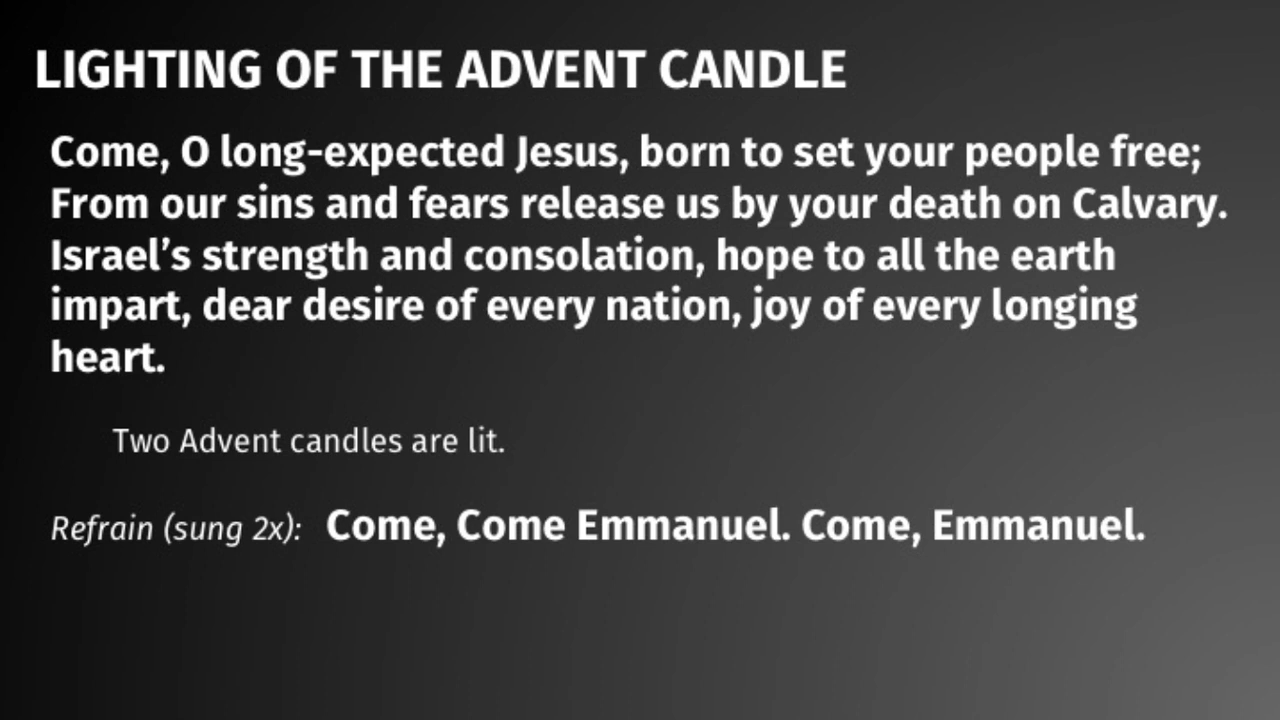 LIGHTING OF THE ADVENT CANDLE
Come, O long-expected Jesus, born to set your people free;
From our sins and fears release us by your death on Calvary.
Israel’s strength and consolation, hope to all the earth
impart, dear desire of every nation, joy of every longing
heart.
Two Advent candles are lit.
Refrain (sung 2x): Come, Come Emmanuel. Come, Emmanuel.